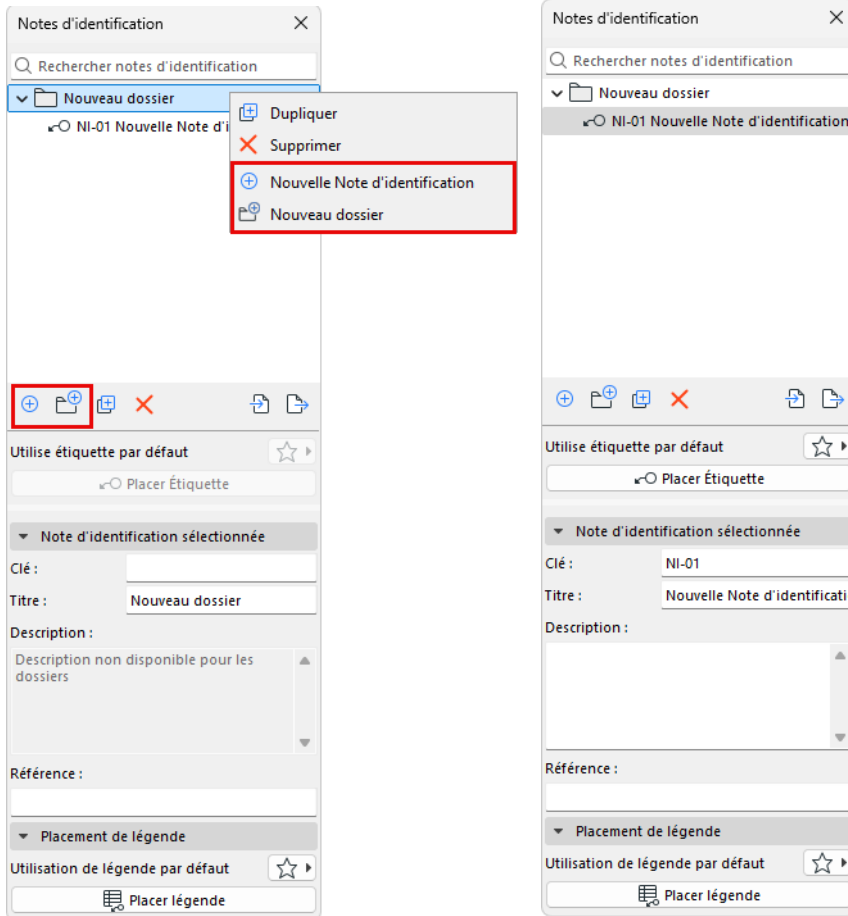 Notes d'identification
Rechercher notes d'identification
Nouveau dossier
NI-01 Nouvelle Note d'i
Dupliquer
Supprimer
Nouvelle Note d'identification
Nouveau dossier
Utilise étiquette par défaut
Placer Étiquette
Note d'identification sélectionnée
Clé :
Titre : Nouveau dossier
Description :
Description non disponible pour les
dossiers
Référence :
Placement de légende
Utilisation de légende par défaut
Placer légende
Notes d'identification
Rechercher notes d'identification
Nouveau dossier
NI-01 Nouvelle Note d'identification
Utilise étiquette par défaut
Placer Étiquette
Note d'identification sélectionnée
Clé : NI-01
Titre : Nouvelle Note d'identificati
Description :
Référence :
Placement de légende
Utilisation de légende par défaut
Placer légende